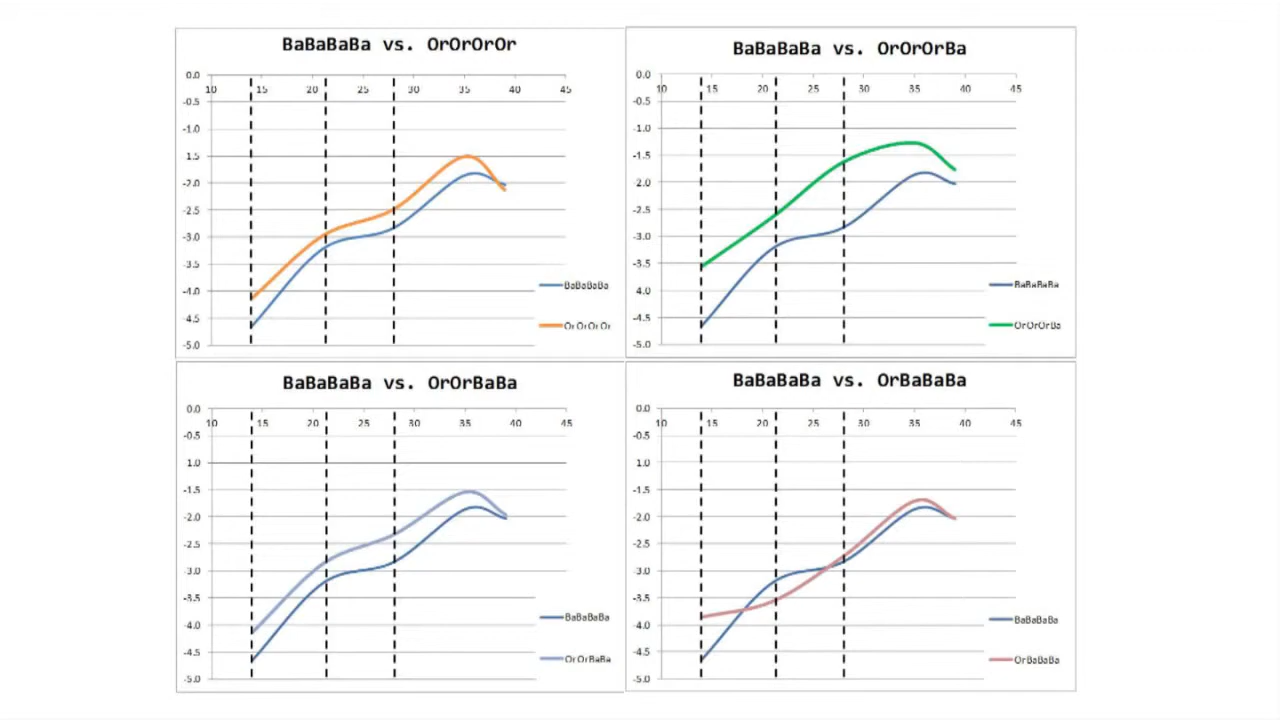 BaBaBaBa vs. OrOrOrOr
0.0
10 15 20 25 30 35 40 45
-0.5
-1.0
1.5
-2.0
-2.5
-3.0
3.5
-4.0
4.5
-5.0
BaBaBaBa
OrOrOrOr
BaBaBaBa vs. OrOrOrBa
0.0
10 15 20 25 30 35 40 45
-0.5
-1.0
-1.5
-2.0
-2.5
-3.0
-3.5
4.0
-4.5
-5.0
BaBaBaBa
OrOrOrBa
BaBaBaBa vs. OrOrBaBa
0.0
10 15 20 25 30 35 40 45
-0.5
1.0
-1.5
-2.0
-2.5
-3.0
-3.5
-4.0
-4.5
-5.0
BaBaBaBa
OrOrBaBa
BaBaBaBa vs. OrBaBaBa
0.0
10 15 20 25 30 35 40 45
-0.5
1.0
-1.5
-2.0
-2.5
-3.0
-3.5
-4.0
-4.5
-5.0
BaBaBaBa
OrBaBaBa